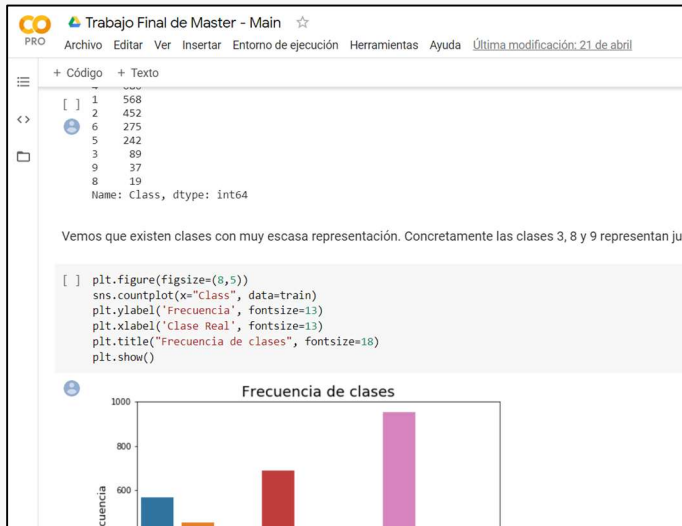 Trabajo Final de Master - Main
PRO
Archivo Editar Ver Insertar Entorno de ejecución Herramientas Ayuda Última modificación: 21 de abril
+ Código + Texto
[ ] 1 568
2 452
6 275
5 242
3 89
9 37
8 19
Name: Class, dtype: int64
Vemos que existen clases con muy escasa representación. Concretamente las clases 3, 8 y 9 representan ju
[ ] plt.figure(figsize=(8,5))
sns.countplot(x="Class", data=train)
plt.ylabel('Frecuencia', fontsize=13)
plt.xlabel('Clase Real', fontsize=13)
plt.title("Frecuencia de clases", fontsize=18)
plt.show()
Frecuencia de clases
1000
800
600
cuencia